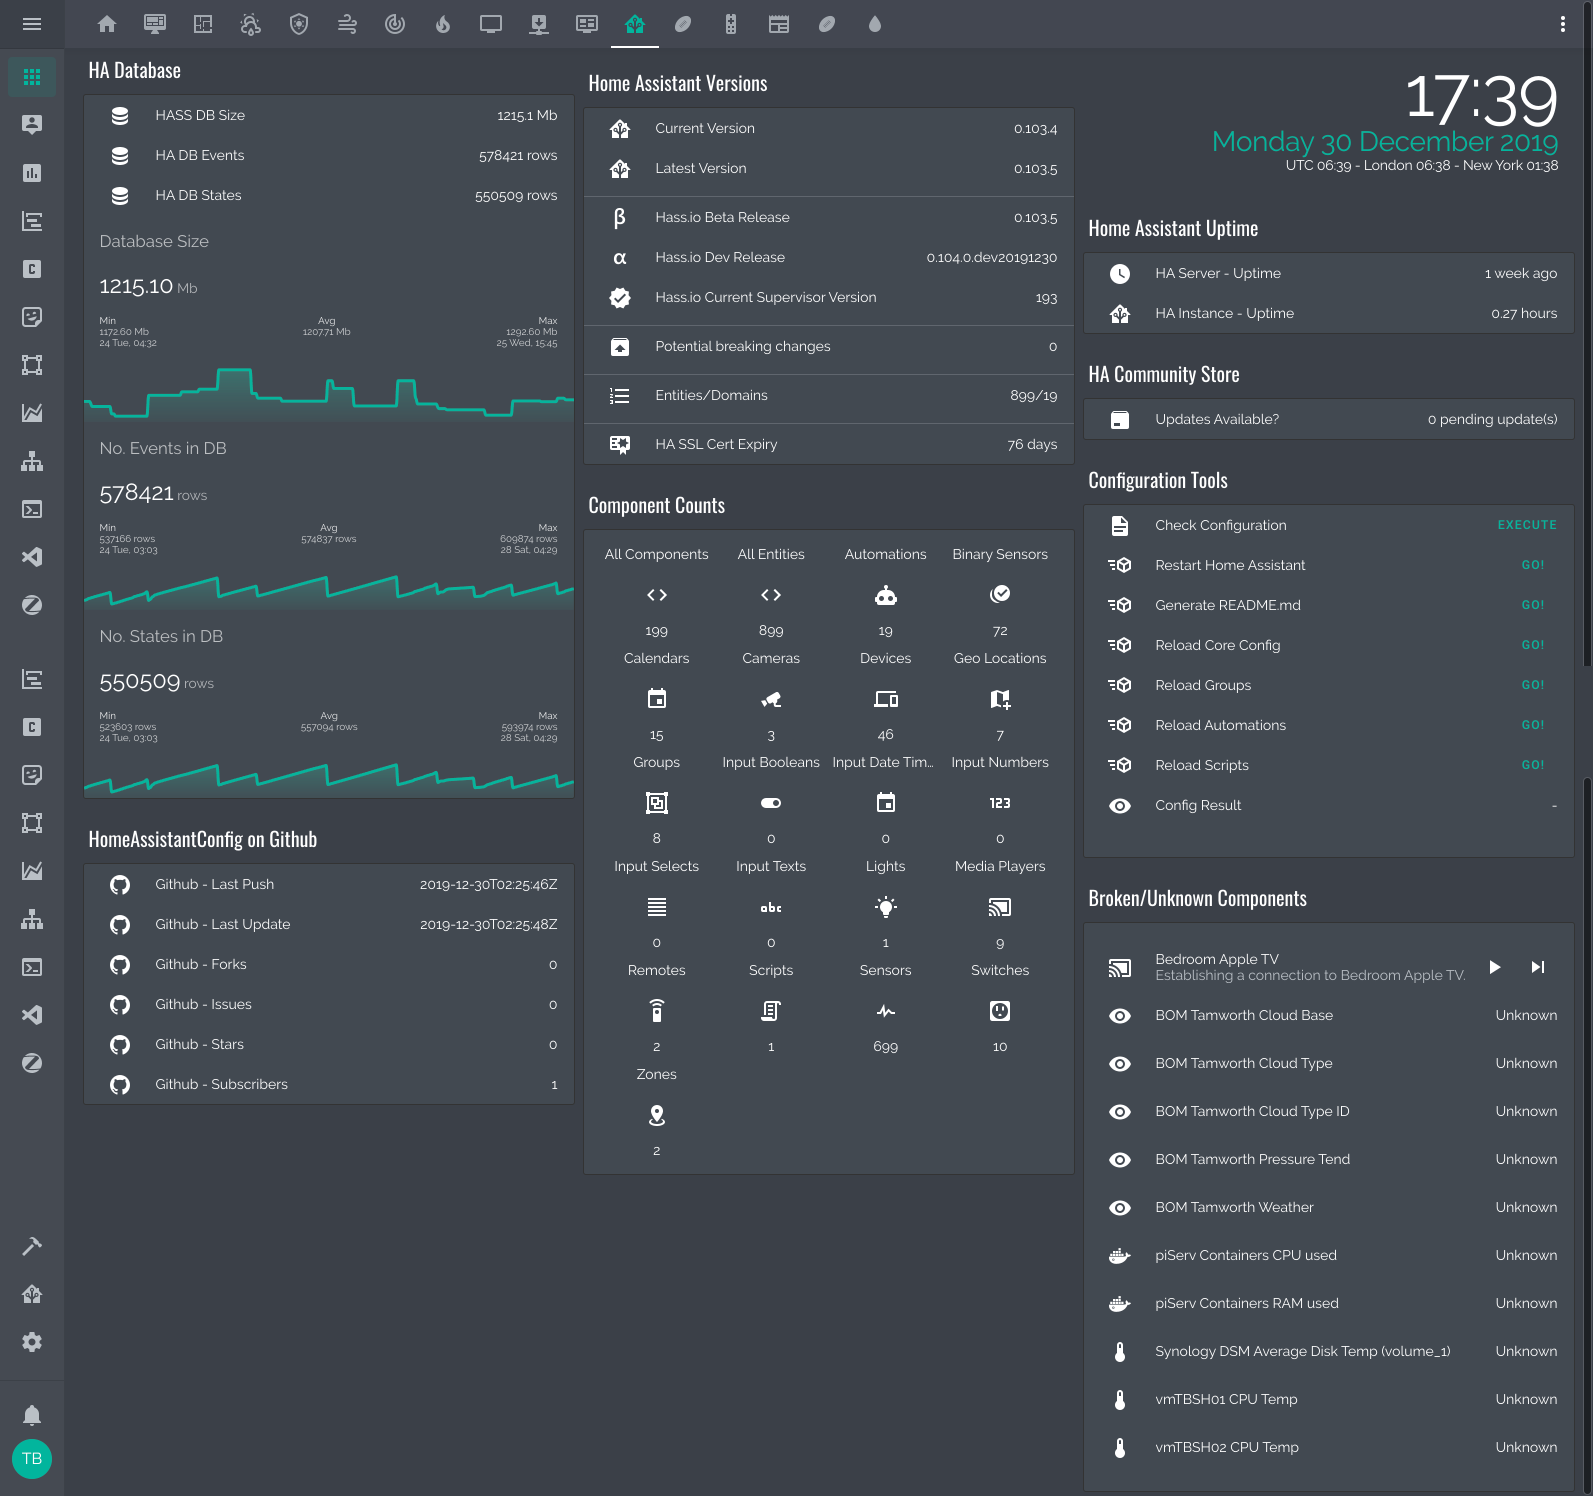 HA Database
HASS DB Size 1215.1 Mb
HA DB Events 578421 rows
HA DB States 550509 rows
Database Size
1215.10 Mb
Min Avg Max
1172.60 Mb 1207.71 Mb 1292.60 Mb
24 Tue, 04:32 25 Wed, 15:45
No. Events in DB
578421 rows
Min Avg Max
537166 rows 574837 rows 609874 rows
24 Tue, 03:03 28 Sat, 04:29
No. States in DB
550509 rows
Min Avg Max
523603 rows 557094 rows 593974 rows
24 Tue, 03:03 28 Sat, 04:29
HomeAssistantConfig on Github
Github - Last Push 2019-12-30T02:25:46Z
Github - Last Update 2019-12-30T02:25:48Z
Github - Forks 0
Github - Issues 0
Github - Stars 0
Github - Subscribers 1
Home Assistant Versions
Current Version 0.103.4
Latest Version 0.103.5
β Hass.io Beta Release 0.103.5
α Hass.io Dev Release 0.104.0.dev20191230
Hass.io Current Supervisor Version 193
Potential breaking changes 0
Entities/Domains 899/19
HA SSL Cert Expiry 76 days
Component Counts
All Components All Entities Automations Binary Sensors
199 899 19 72
Calendars Cameras Devices Geo Locations
15 3 46 7
Groups Input Booleans Input Date Tim... Input Numbers
123
8 0 0 0
Input Selects Input Texts Lights Media Players
abc
0 0 1 9
Remotes Scripts Sensors Switches
2 1 699 10
Zones
2
17:39
Monday 30 December 2019
UTC 06:39 - London 06:38 - New York 01:38
Home Assistant Uptime
HA Server - Uptime 1 week ago
HA Instance - Uptime 0.27 hours
HA Community Store
Updates Available? 0 pending update(s)
Configuration Tools
Check Configuration EXECUTE
Restart Home Assistant GO!
Generate README.md GO!
Reload Core Config GO!
Reload Groups GO!
Reload Automations GO!
Reload Scripts GO!
Config Result -
Broken/Unknown Components
Bedroom Apple TV
Establishing a connection to Bedroom Apple TV.
BOM Tamworth Cloud Base Unknown
BOM Tamworth Cloud Type Unknown
BOM Tamworth Cloud Type ID Unknown
BOM Tamworth Pressure Tend Unknown
BOM Tamworth Weather Unknown
piServ Containers CPU used Unknown
piServ Containers RAM used Unknown
Synology DSM Average Disk Temp (volume_1) Unknown
vmTBSH01 CPU Temp Unknown
vmTBSH02 CPU Temp Unknown
C
C
TB